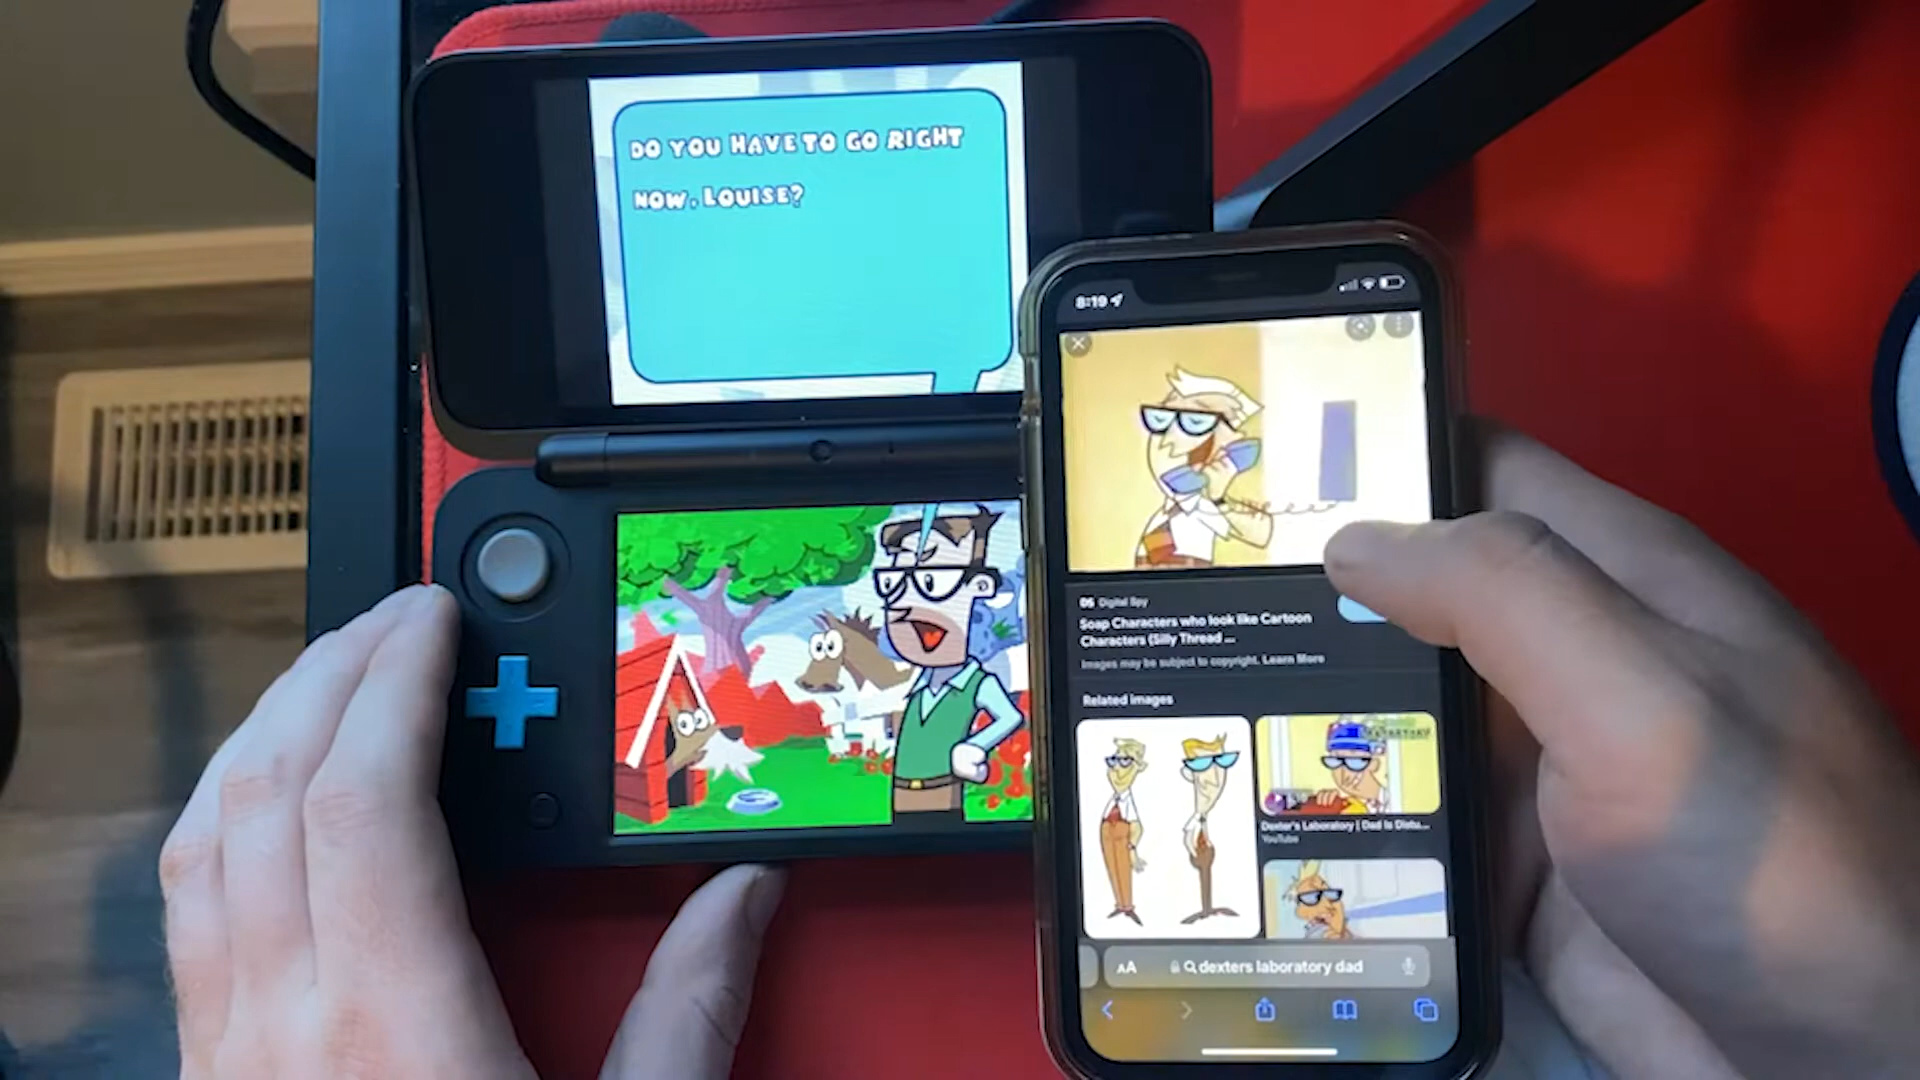 DO YOU HAVE TO GO RIGHT
NOW, LOUISE?
8:19
DS Digital Spy
Soap Characters who look like Cartoon
Characters (Silly Thread ...
Images may be subject to copyright. Learn More
Related images
Dexter's Laboratory | Dad Is Distu...
YouTube
AA
dexters laboratory dad